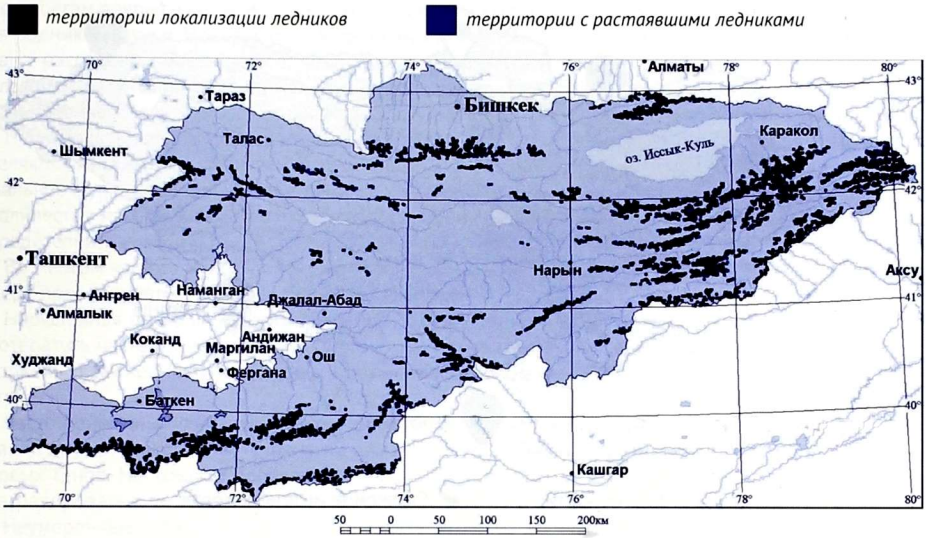 территории локализации ледников
территории с растаявшими ледниками
70° 72° 76° 78° 80°
43° 43°
Алматы
Тараз
Бишкек
Талас
Каракол
Шымкент
оз. Иссык-Куль
42° 42°
Ташкент
Нарын
Аксу
41° 41°
Наманган
Ангрен
Джалал-Абад
Алмалык
Андижан
Коканд
Маргилан
Ош
Худжанд
Фергана
40° 40°
Баткен
Кашгар
70° 72° 74° 76° 78° 80°
50 0 50 100 150 200км